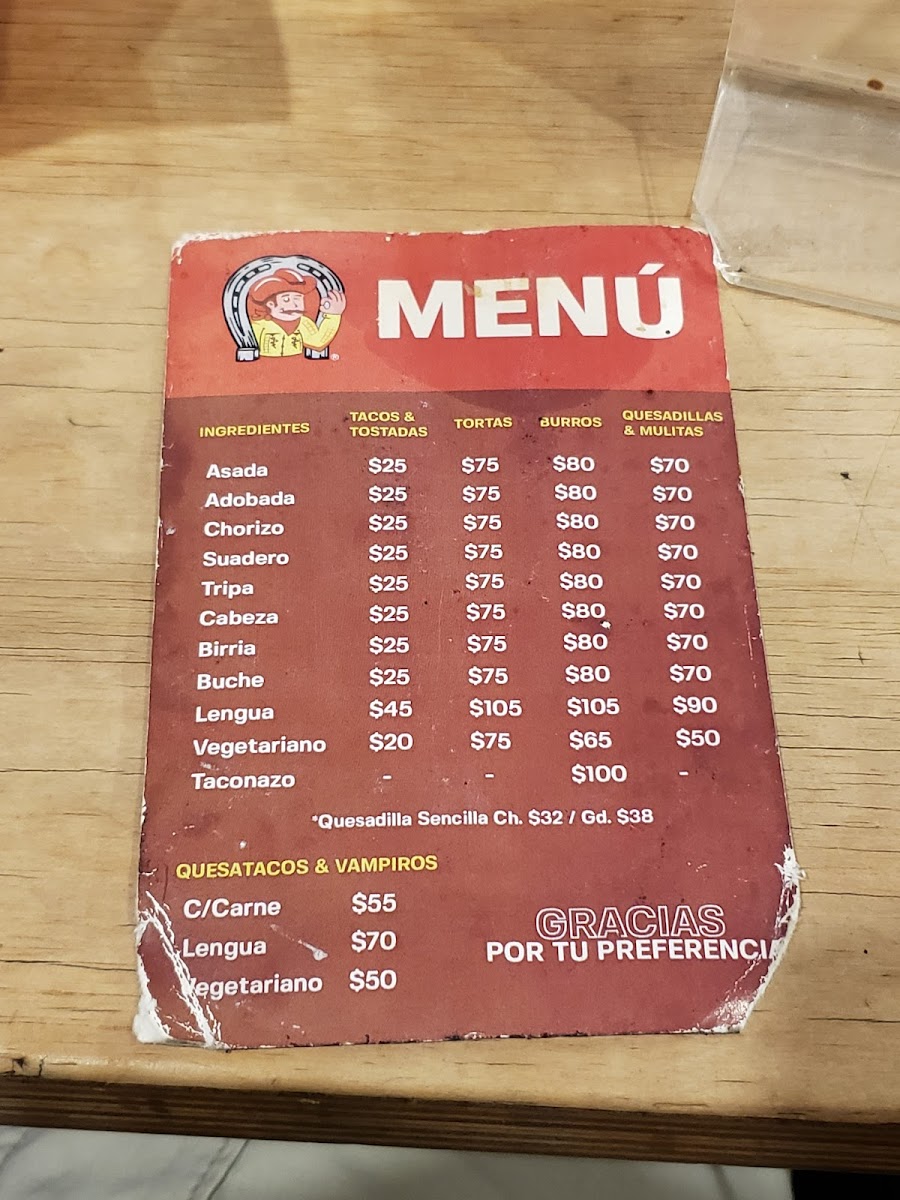 MENÚ
INGREDIENTES TACOS & TOSTADAS TORTAS BURROS QUESADILLAS & MULITAS
Asada $25 $75 $80 $70
Adobada $25 $75 $80 $70
Chorizo $25 $75 $80 $70
Suadero $25 $75 $80 $70
Tripa $25 $75 $80 $70
Cabeza $25 $75 $80 $70
Birria $25 $75 $80 $70
Buche $25 $75 $80 $70
Lengua $45 $105 $105 $90
Vegetariano $20 $75 $65 $50
Taconazo - - $100 -
*Quesadilla Sencilla Ch. $32 / Gd. $38
QUESATACOS & VAMPIROS
C/Carne $55
Lengua $70
Vegetariano $50
GRACIAS
POR TU PREFERENCIA